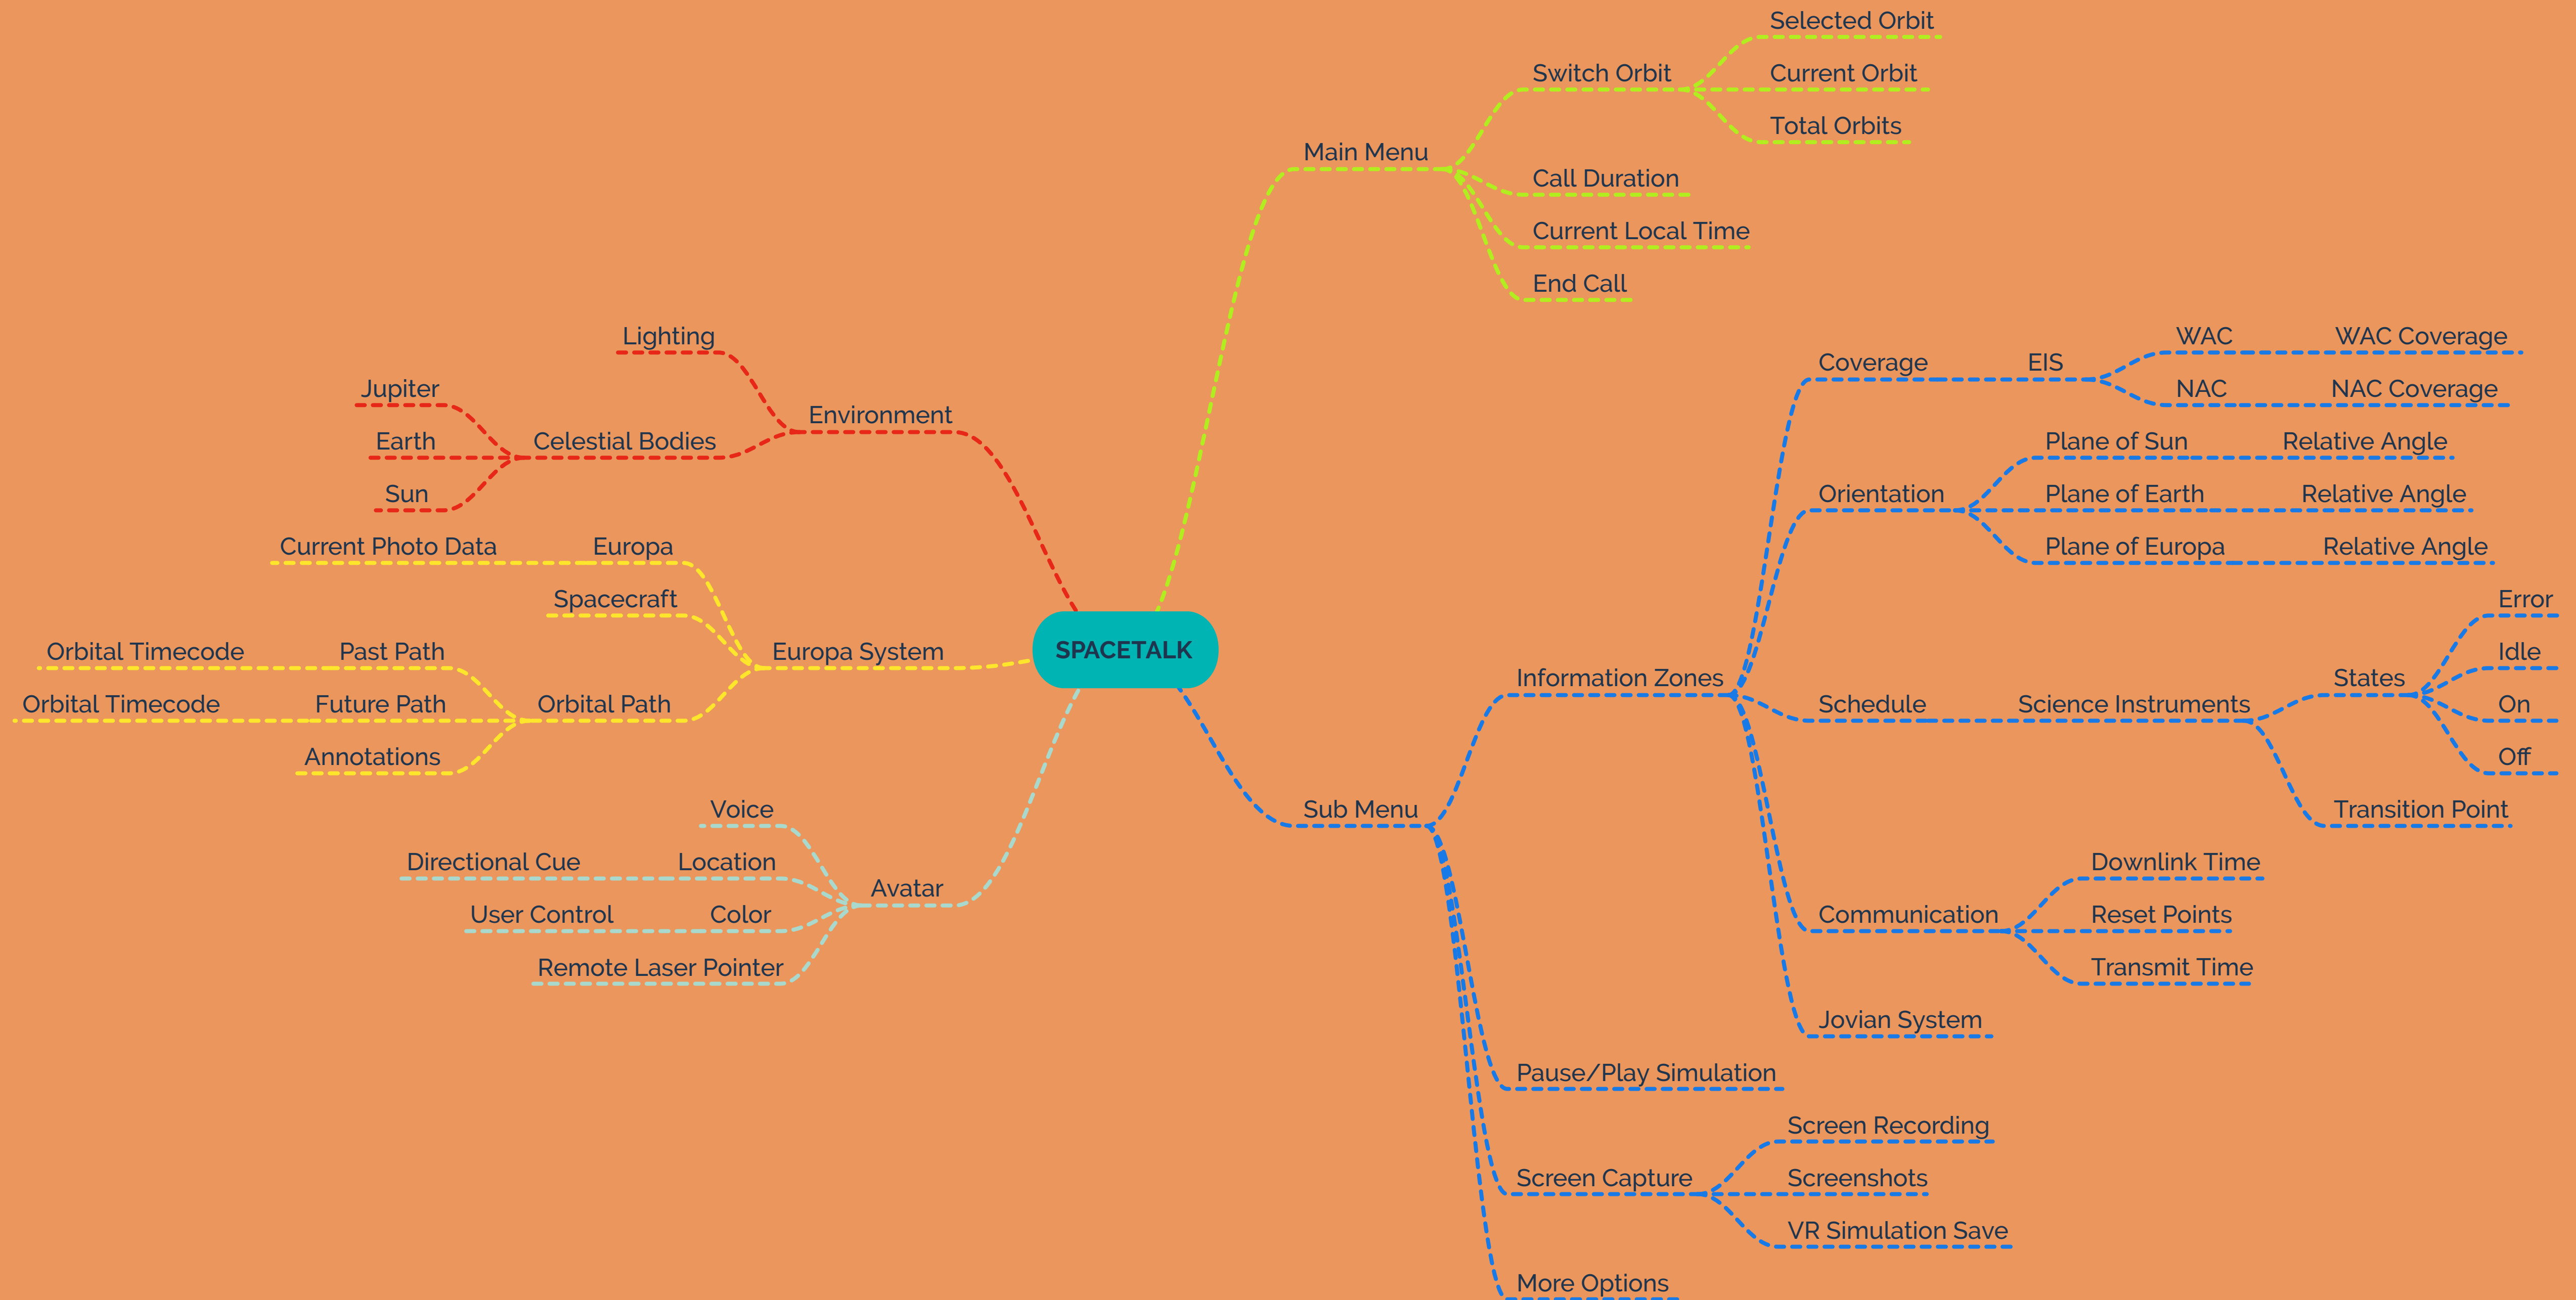 SPACETALK
Main Menu
Switch Orbit
Selected Orbit
Current Orbit
Total Orbits
Call Duration
Current Local Time
End Call
Sub Menu
Information Zones
Coverage
EIS
WAC
WAC Coverage
NAC
NAC Coverage
Orientation
Plane of Sun
Relative Angle
Plane of Earth
Relative Angle
Plane of Europa
Relative Angle
Schedule
Science Instruments
States
Error
Idle
On
Off
Transition Point
Communication
Downlink Time
Reset Points
Transmit Time
Jovian System
Pause/Play Simulation
Screen Capture
Screen Recording
Screenshots
VR Simulation Save
More Options
Environment
Lighting
Celestial Bodies
Jupiter
Earth
Sun
Europa System
Europa
Current Photo Data
Spacecraft
Orbital Path
Past Path
Orbital Timecode
Future Path
Orbital Timecode
Annotations
Avatar
Voice
Location
Directional Cue
Color
User Control
Remote Laser Pointer